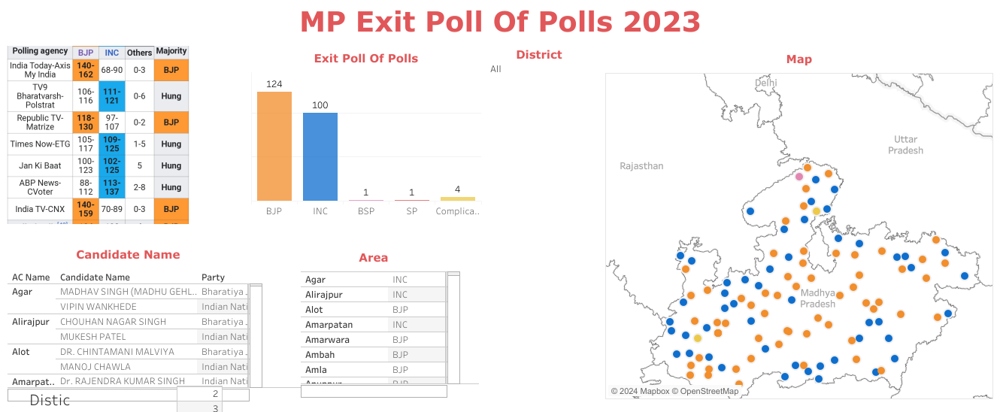 MP Exit Poll Of Polls 2023
Polling agency BJP INC Others Majority
India Today-Axis My India 140-162 68-90 0-3 BJP
TV9 Bharatvarsh-Polstrat 106-116 111-121 0-6 Hung
Republic TV-Matrize 118-130 97-107 0-2 BJP
Times Now-ETG 105-117 109-125 1-5 Hung
Jan Ki Baat 100-123 102-125 5 Hung
ABP News-CVoter 88-112 113-137 2-8 Hung
India TV-CNX 140-159 70-89 0-3 BJP
Exit Poll Of Polls
124
100
1
1
4
BJP INC BSP SP Complica..
District
All
Map
Delhi
Uttar
Pradesh
Rajasthan
Madhya
Pradesh
© 2024 Mapbox © OpenStreetMap
Candidate Name
AC Name Candidate Name Party
Agar MADHAV SINGH (MADHU GEHL.. Bharatiya .
VIPIN WANKHEDE Indian Nati
Alirajpur CHOUHAN NAGAR SINGH Bharatiya .
MUKESH PATEL Indian Nati
Alot DR. CHINTAMANI MALVIYA Bharatiya .
MANOJ CHAWLA Indian Nati
Amarpat.. Dr. RAJENDRA KUMAR SINGH Indian Nati
Distic
2
3
Area
Agar INC
Alirajpur INC
Alot BJP
Amarpatan INC
Amarwara BJP
Ambah BJP
Amla BJP